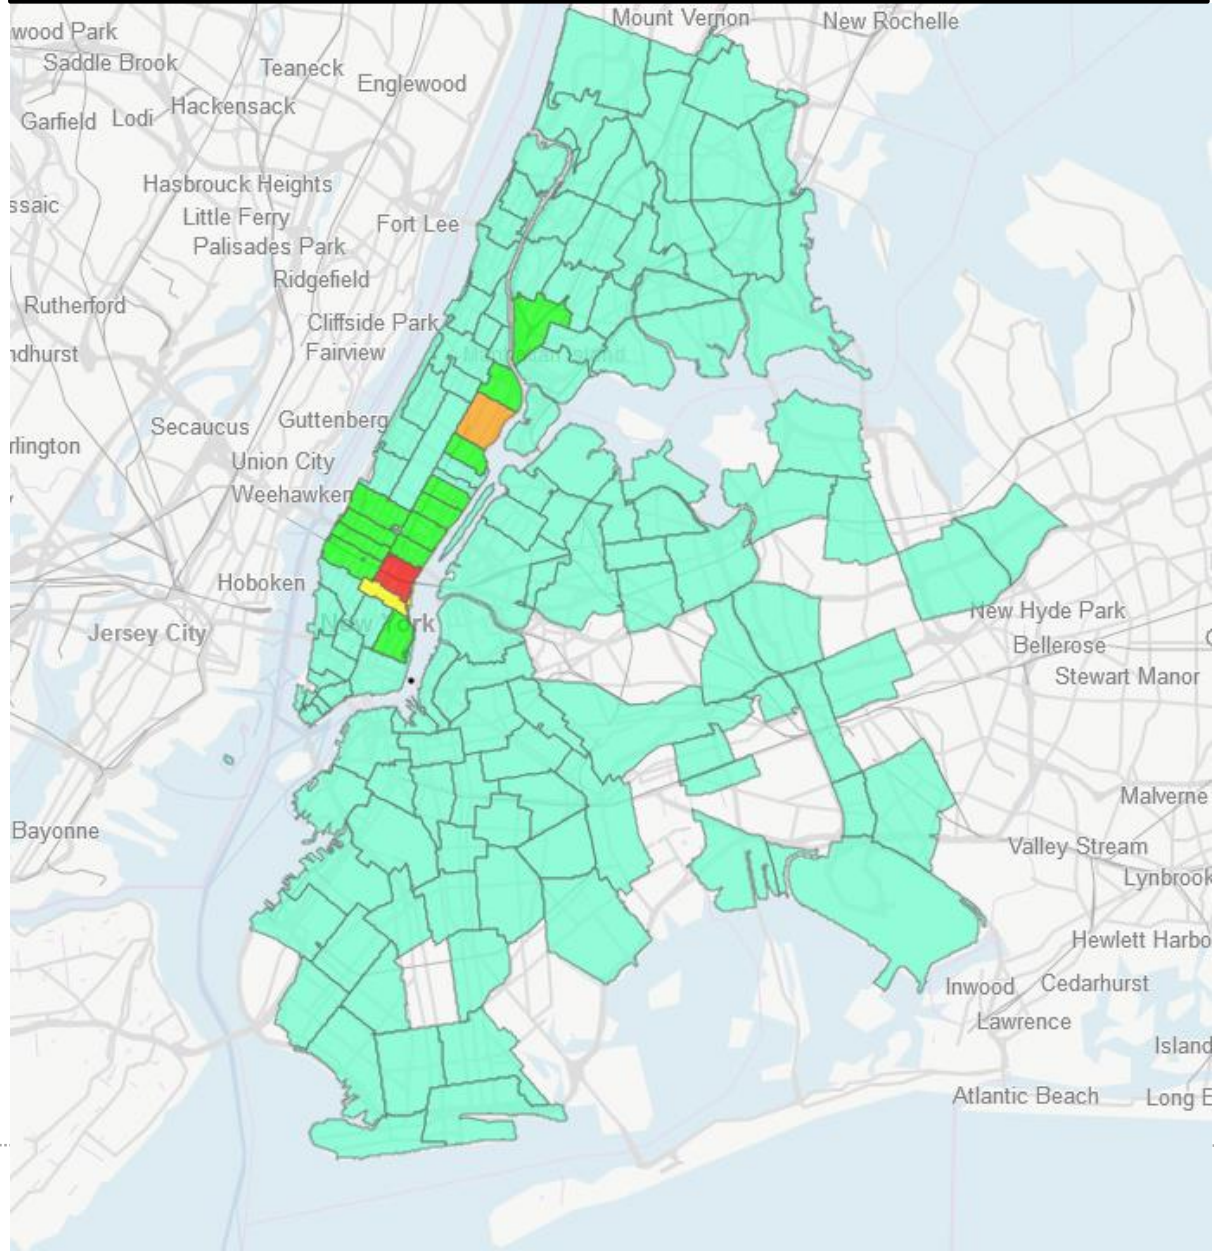 Mount Vernon
New Rochelle
wood Park
Saddle Brook
Teaneck
Englewood
Hackensack
Garfield
Lodi
Hasbrouck Heights
ssaic
Little Ferry
Fort Lee
Palisades Park
Ridgefield
Rutherford
Cliffside Park
ndhurst
Fairview
Manhattan Island
Guttenberg
Secaucus
rlington
Union City
Weehawken
Hoboken
New York
Jersey City
New Hyde Park
Bellerose
Stewart Manor
Malverne
Bayonne
Valley Stream
Lynbrook
Hewlett Harbo
Inwood
Cedarhurst
Lawrence
Island
Atlantic Beach
Long